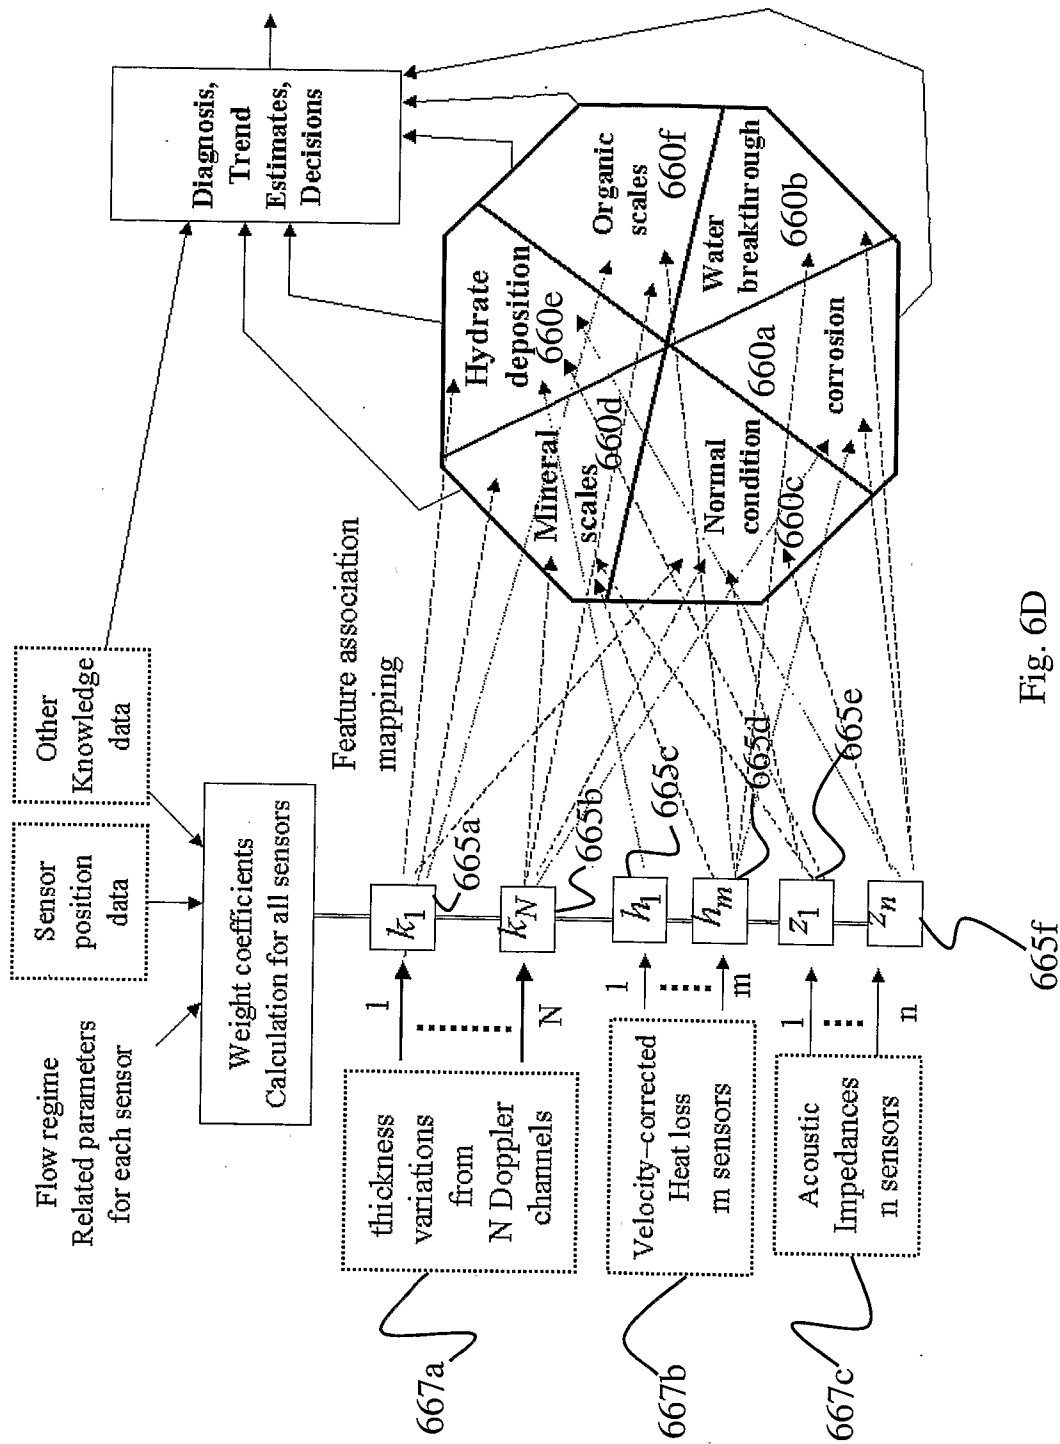 Flow regime
Related parameters
for each sensor
Sensor
position
data
Other
Knowledge
data
Weight coefficients
Calculation for all sensors
Diagnosis,
Trend
Estimates,
Decisions
Feature association
mapping
667a
thickness
variations
from
N Doppler
channels
1
N
k1
665a
kN
665b
667b
Velocity-corrected
Heat loss
m sensors
1
m
h1
665c
hm
665d
667c
Acoustic
Impedances
n sensors
1
n
z1
665e
zn
665f
Hydrate
deposition
660e
Organic
scales
660f
Mineral
scales
660d
Water
breakthrough
660b
Normal
condition
660c
660a
corrosion
Fig. 6D